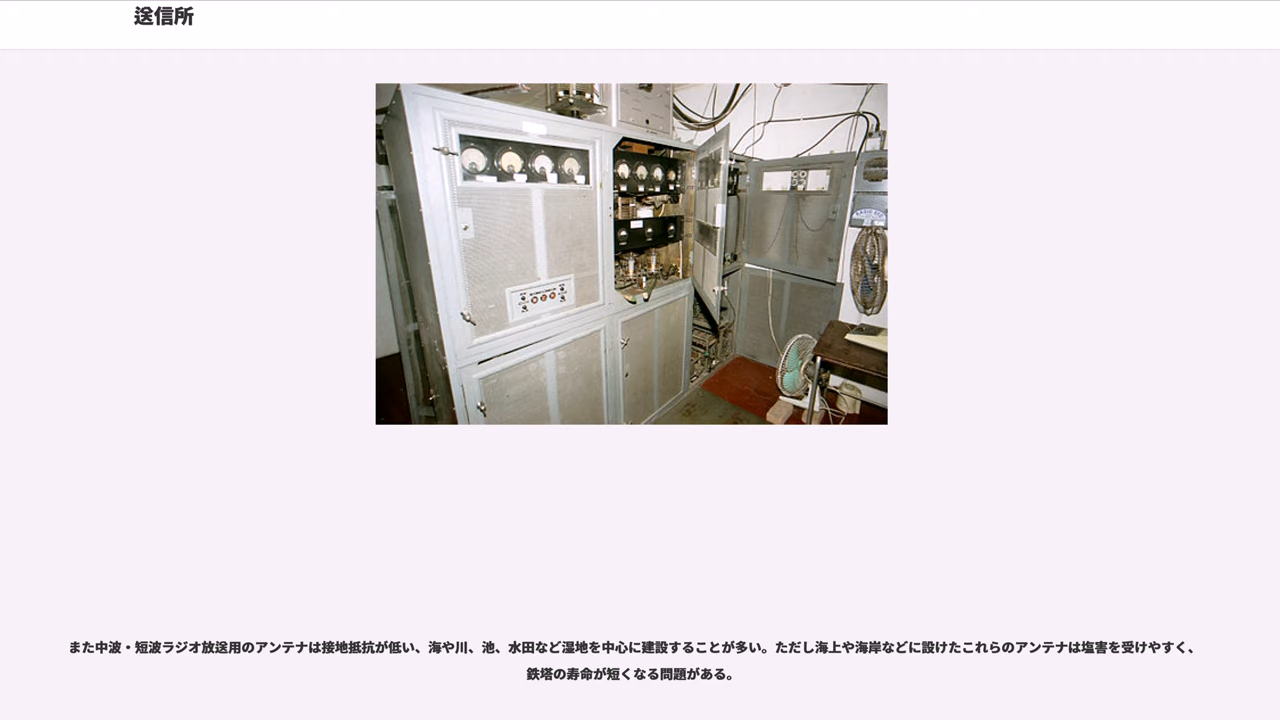 送信所
また中波・短波ラジオ放送用のアンテナは接地抵抗が低い、海や川、池、水田など湿地を中心に建設することが多い。ただし海上や海岸などに設けたこれらのアンテナは塩害を受けやすく、
鉄塔の寿命が短くなる問題がある。